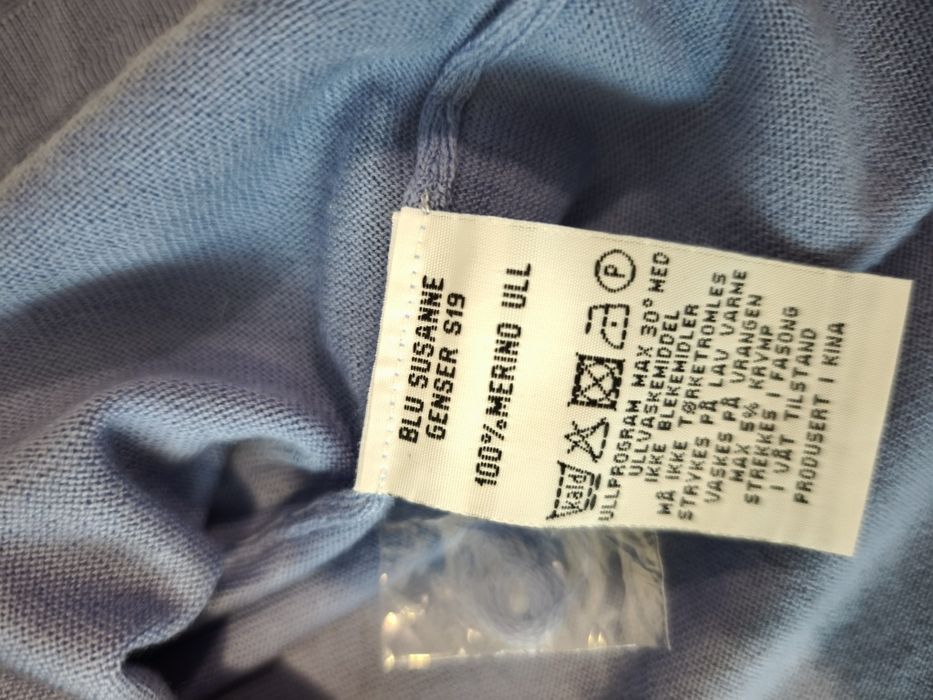 BLU SUSANNE
GENSER S19
100% MERINO ULL
Kald P
ULLPROGRAM MAX 30° MED
ULLVASKEMIDDEL
IKKE BLEKEMIDLER
MÅ IKKE TØRKETROMLES
STRYKES PÅ LAV VARME
VASKES PÅ VRANGEN
MAX 5% KRYMP
STREKKES I FASONG
I VÅT TILSTAND
PRODUSERT I KINA